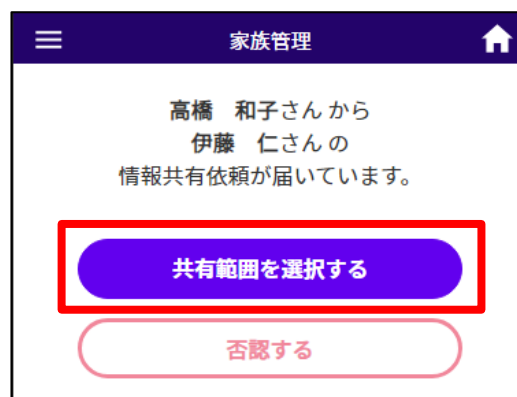 家族管理
高橋　和子さん から
伊藤　仁さん の
情報共有依頼が届いています。
共有範囲を選択する
否認する